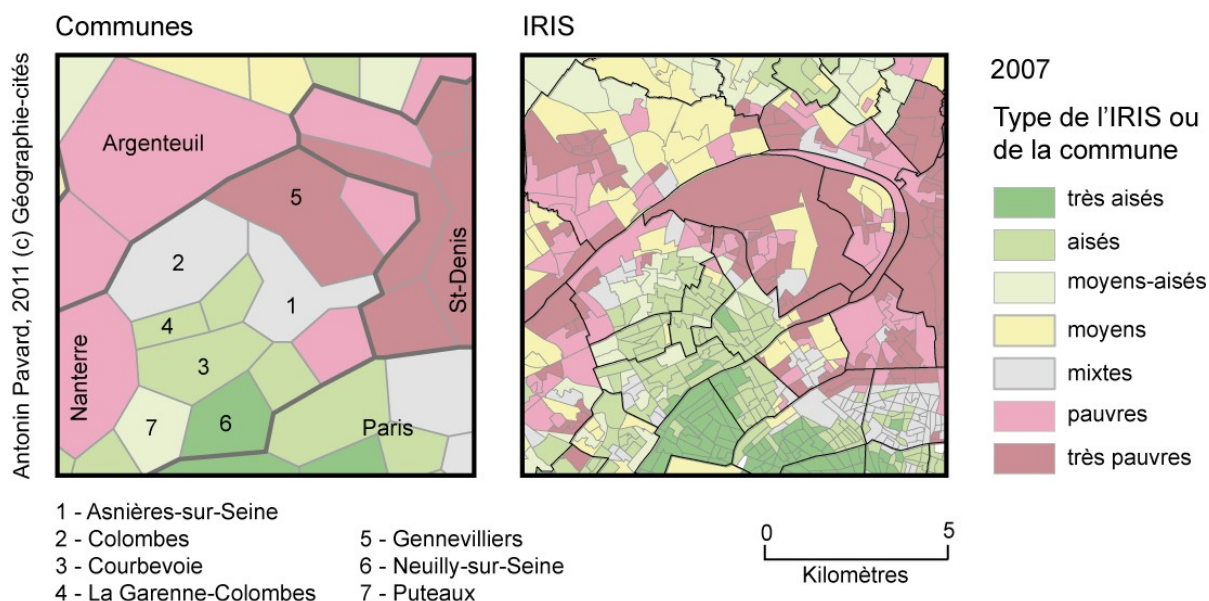 Communes
IRIS
Antonin Pavard, 2011 (c) Géographie-cités
Argenteuil
5
2
1
St-Denis
4
3
Nanterre
7
6
Paris
2007
Type de l'IRIS ou
de la commune
très aisés
aisés
moyens-aisés
moyens
mixtes
pauvres
très pauvres
1 - Asnières-sur-Seine
2 - Colombes
3 - Courbevoie
4 - La Garenne-Colombes
5 - Gennevilliers
6 - Neuilly-sur-Seine
7 - Puteaux
0 5
Kilomètres